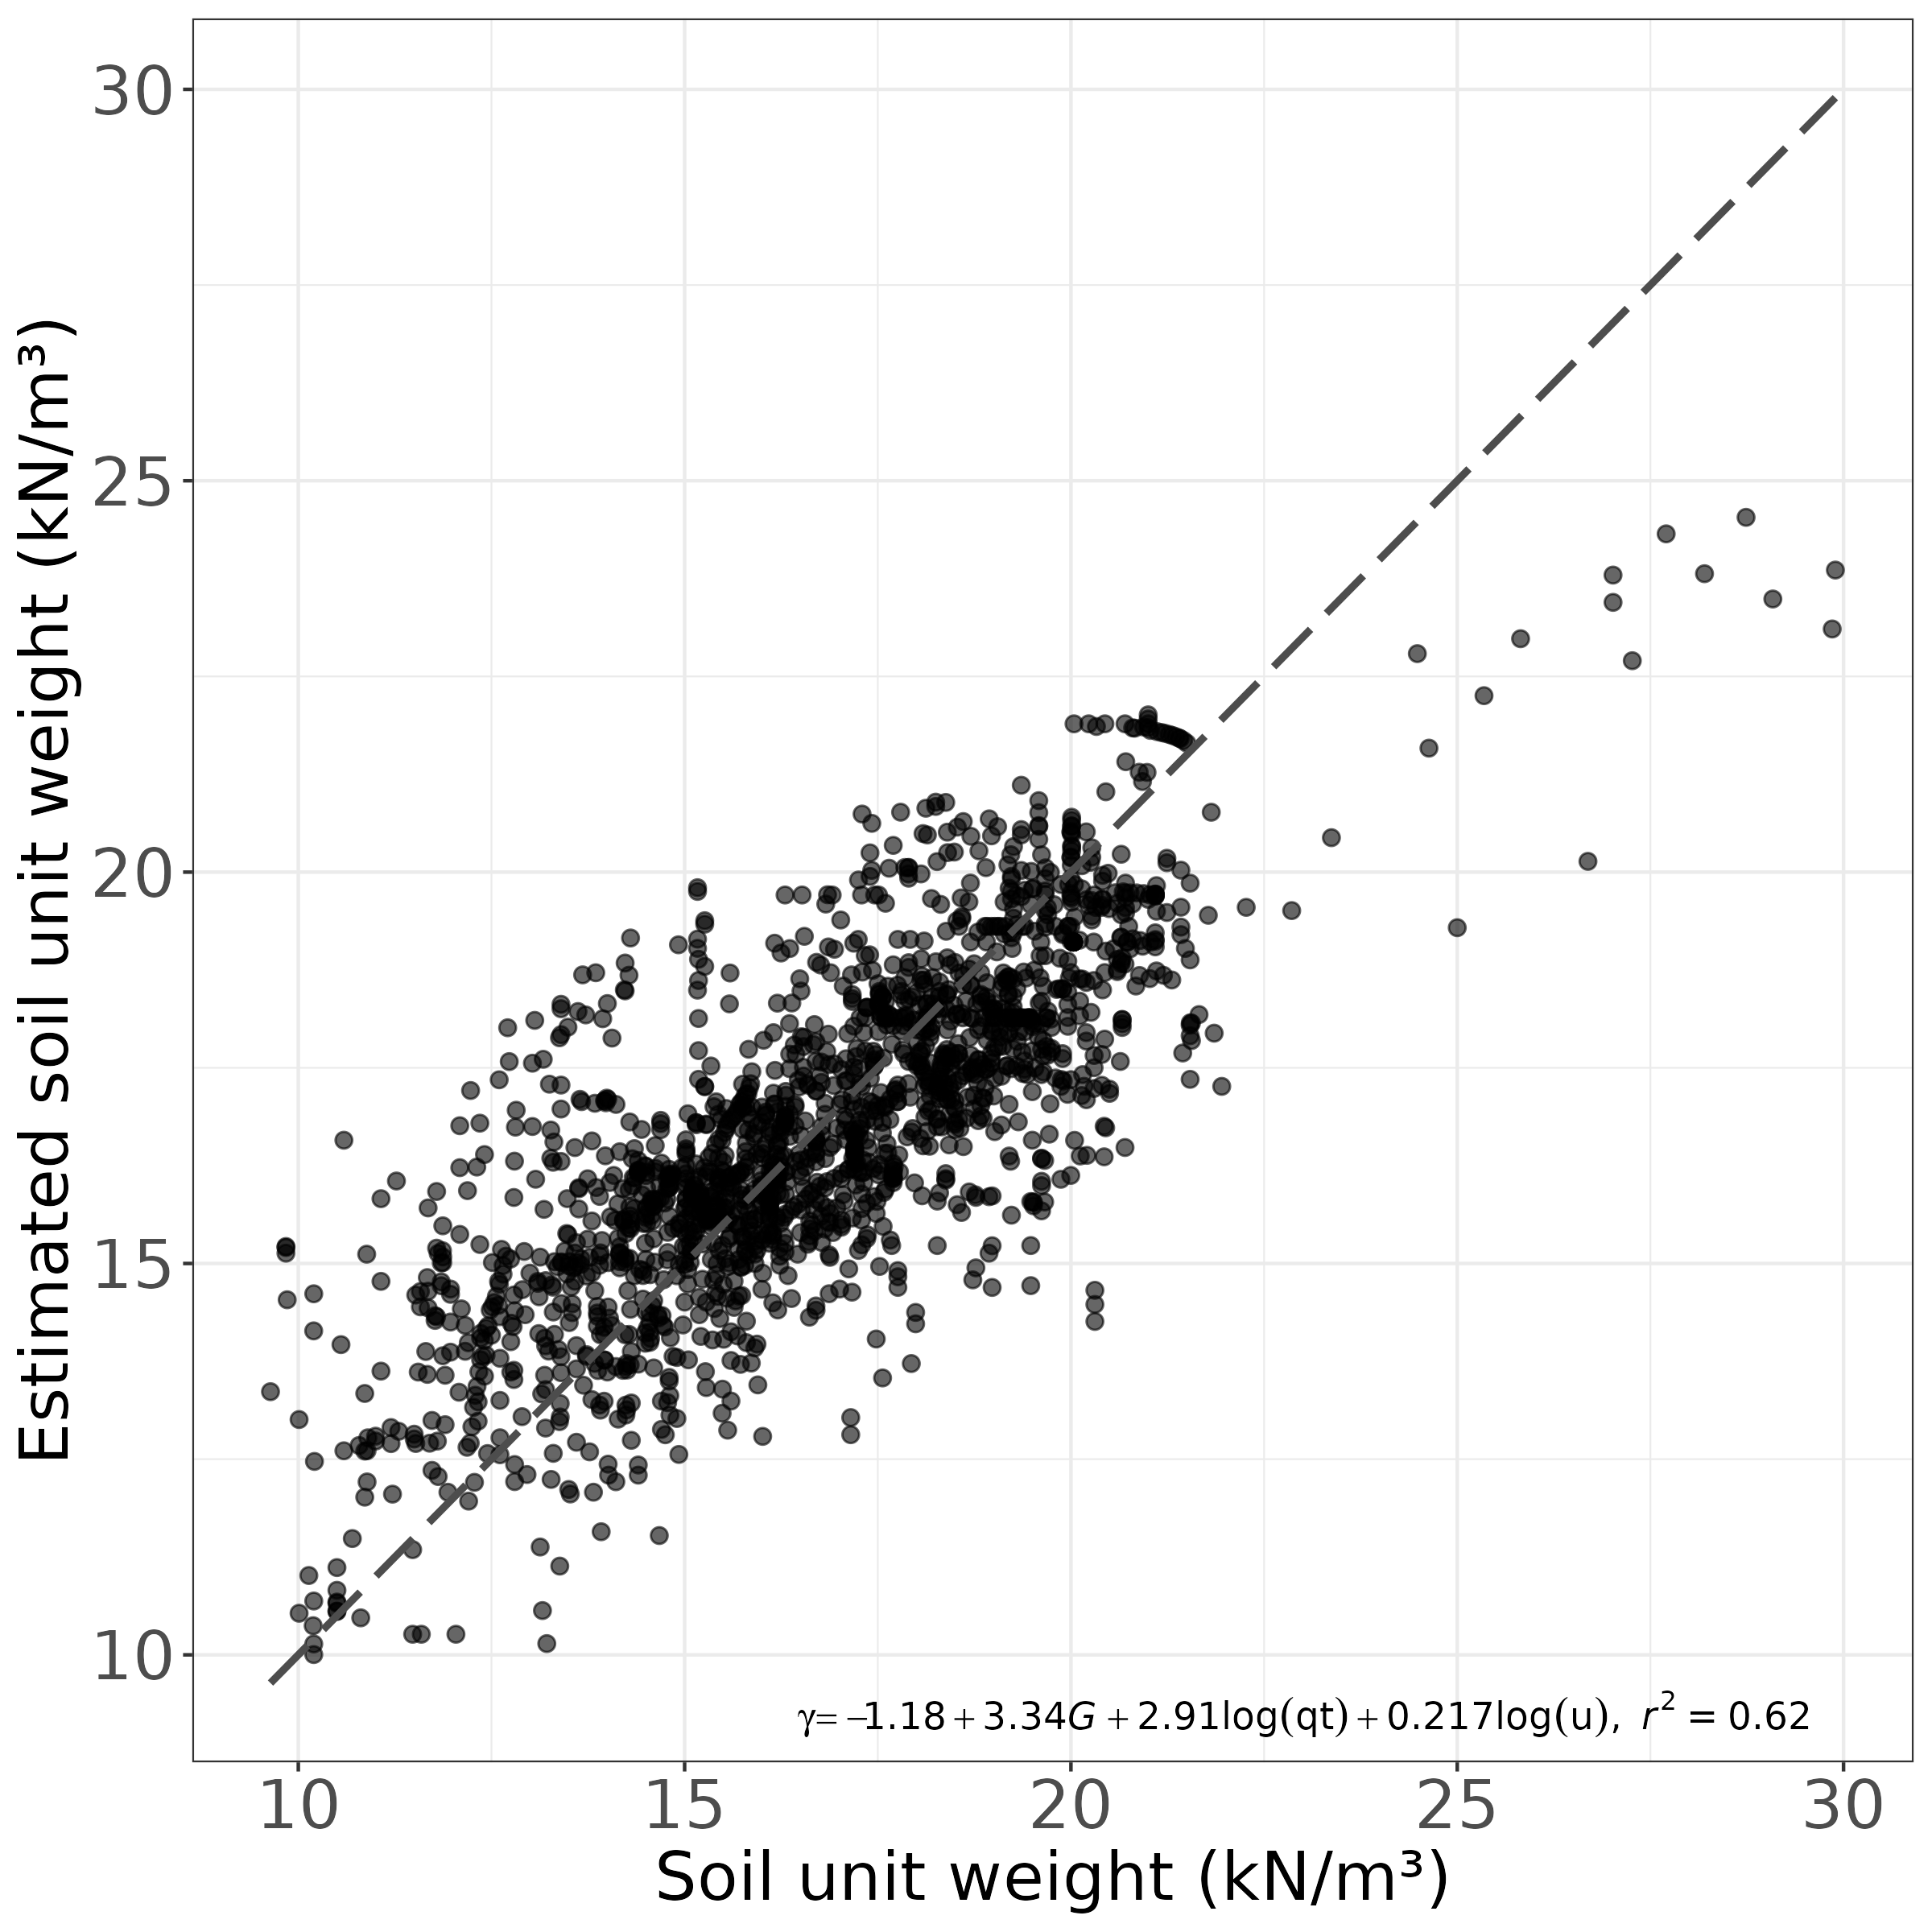 30
25
20
15
10
Estimated soil unit weight (kN/m³)
γ=−1.18+3.34G +2.91log(qt)+0.217log(u), r² = 0.62
10 15 20 25 30
Soil unit weight (kN/m³)